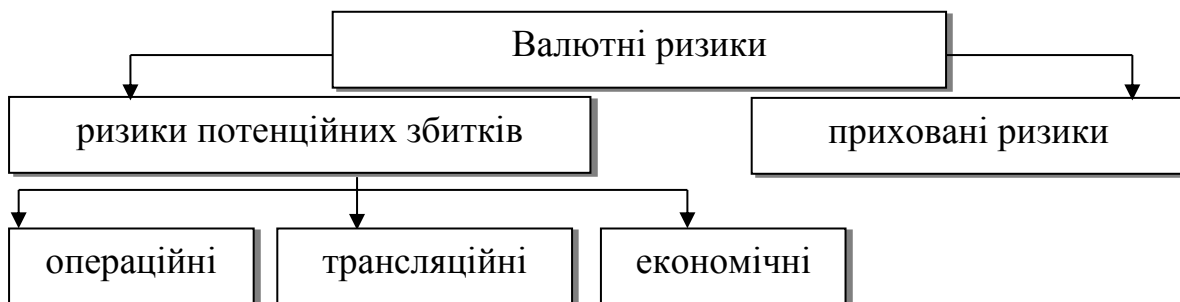 Валютні ризики
ризики потенційних збитків
приховані ризики
операційні
трансляційні
економічні